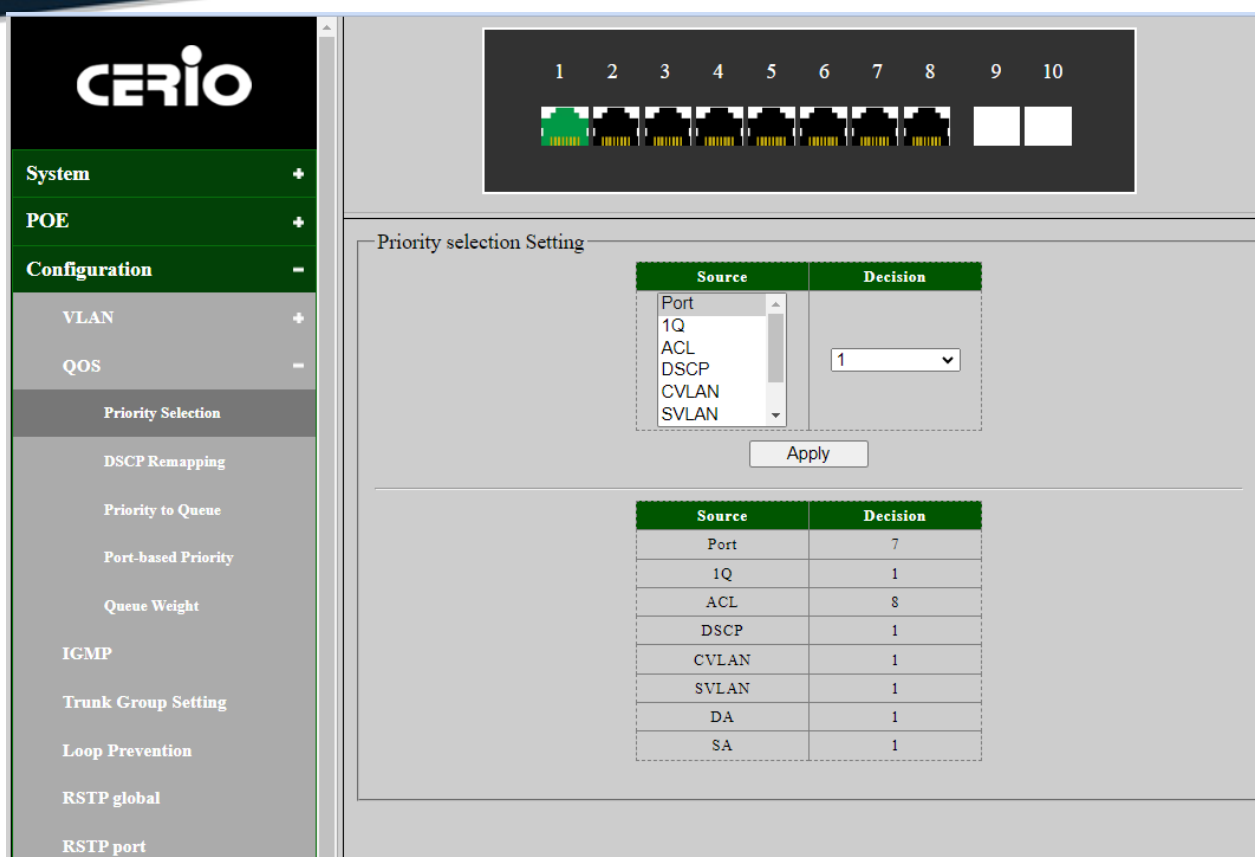 CERIO
System
POE
Configuration
VLAN
QOS
Priority Selection
DSCP Remapping
Priority to Queue
Port-based Priority
Queue Weight
IGMP
Trunk Group Setting
Loop Prevention
RSTP global
RSTP port
1 2 3 4 5 6 7 8 9 10
Priority selection Setting
Source Decision
Port
1Q
ACL
DSCP
CVLAN
SVLAN
1
Apply
Source Decision
Port 7
1Q 1
ACL 8
DSCP 1
CVLAN 1
SVLAN 1
DA 1
SA 1